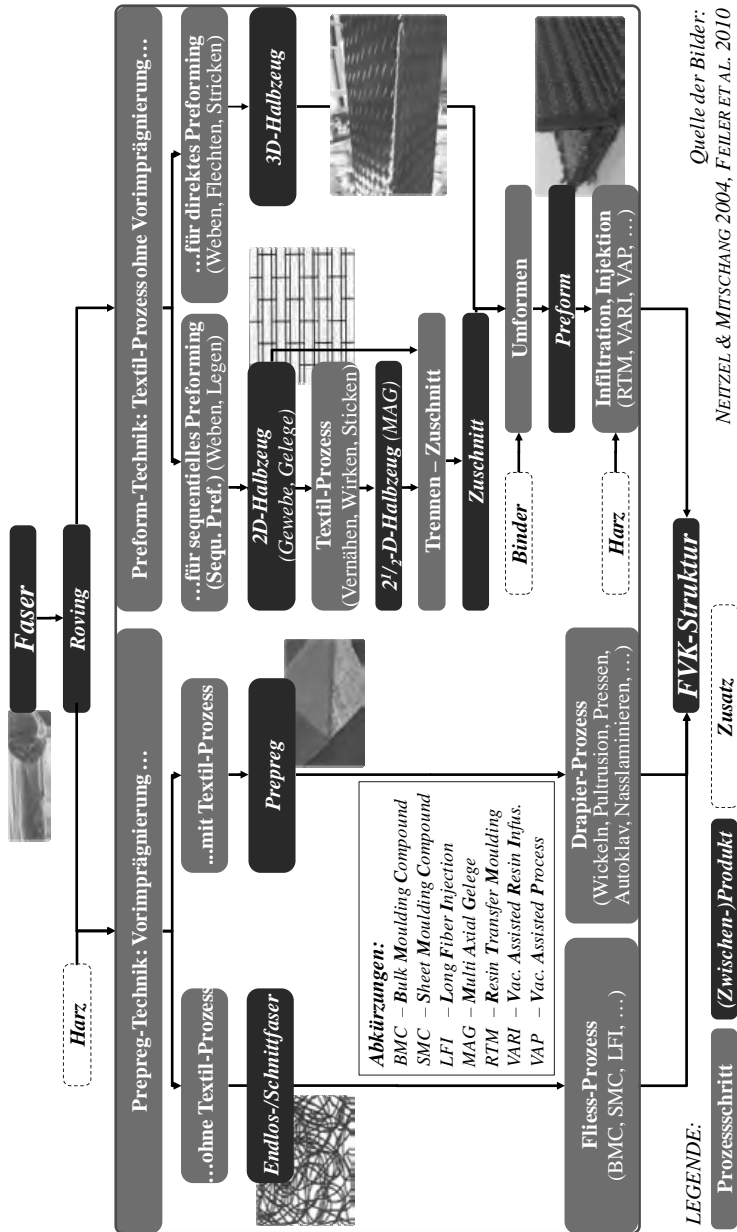 Faser
Roving
Harz
Prepreg-Technik: Vorimprägnierung…
…ohne Textil-Prozess
…mit Textil-Prozess
Endlos-/Schnittfaser
Prepreg
Abkürzungen:
BMC – Bulk Moulding Compound
SMC – Sheet Moulding Compound
LFI – Long Fiber Injection
MAG – Multi Axial Gelege
RTM – Resin Transfer Moulding
VARI – Vac. Assisted Resin Infus.
VAP – Vac. Assisted Process
Fliess-Prozess
(BMC, SMC, LFI, …)
Drapier-Prozess
(Wickeln, Pultrusion, Pressen,
Autoklav, Nasslaminieren, …)
Preform-Technik: Textil-Prozess ohne Vorimprägnierung…
…für sequentielles Preforming
(Sequ. Pref.) (Weben, Legen)
…für direktes Preforming
(Weben, Flechten, Stricken)
2D-Halbzeug
(Gewebe, Gelege)
3D-Halbzeug
Textil-Prozess
(Vernähen, Wirken, Sticken)
2½-D-Halbzeug (MAG)
Trennen – Zuschnitt
Zuschnitt
Binder
Umformen
Preform
Harz
Infiltration, Injektion
(RTM, VARI, VAP, …)
FVK-Struktur
LEGENDE:
Prozessschritt
(Zwischen-)Produkt
Zusatz
Quelle der Bilder:
NEITZEL & MITSCHANG 2004, FEILER ET AL. 2010